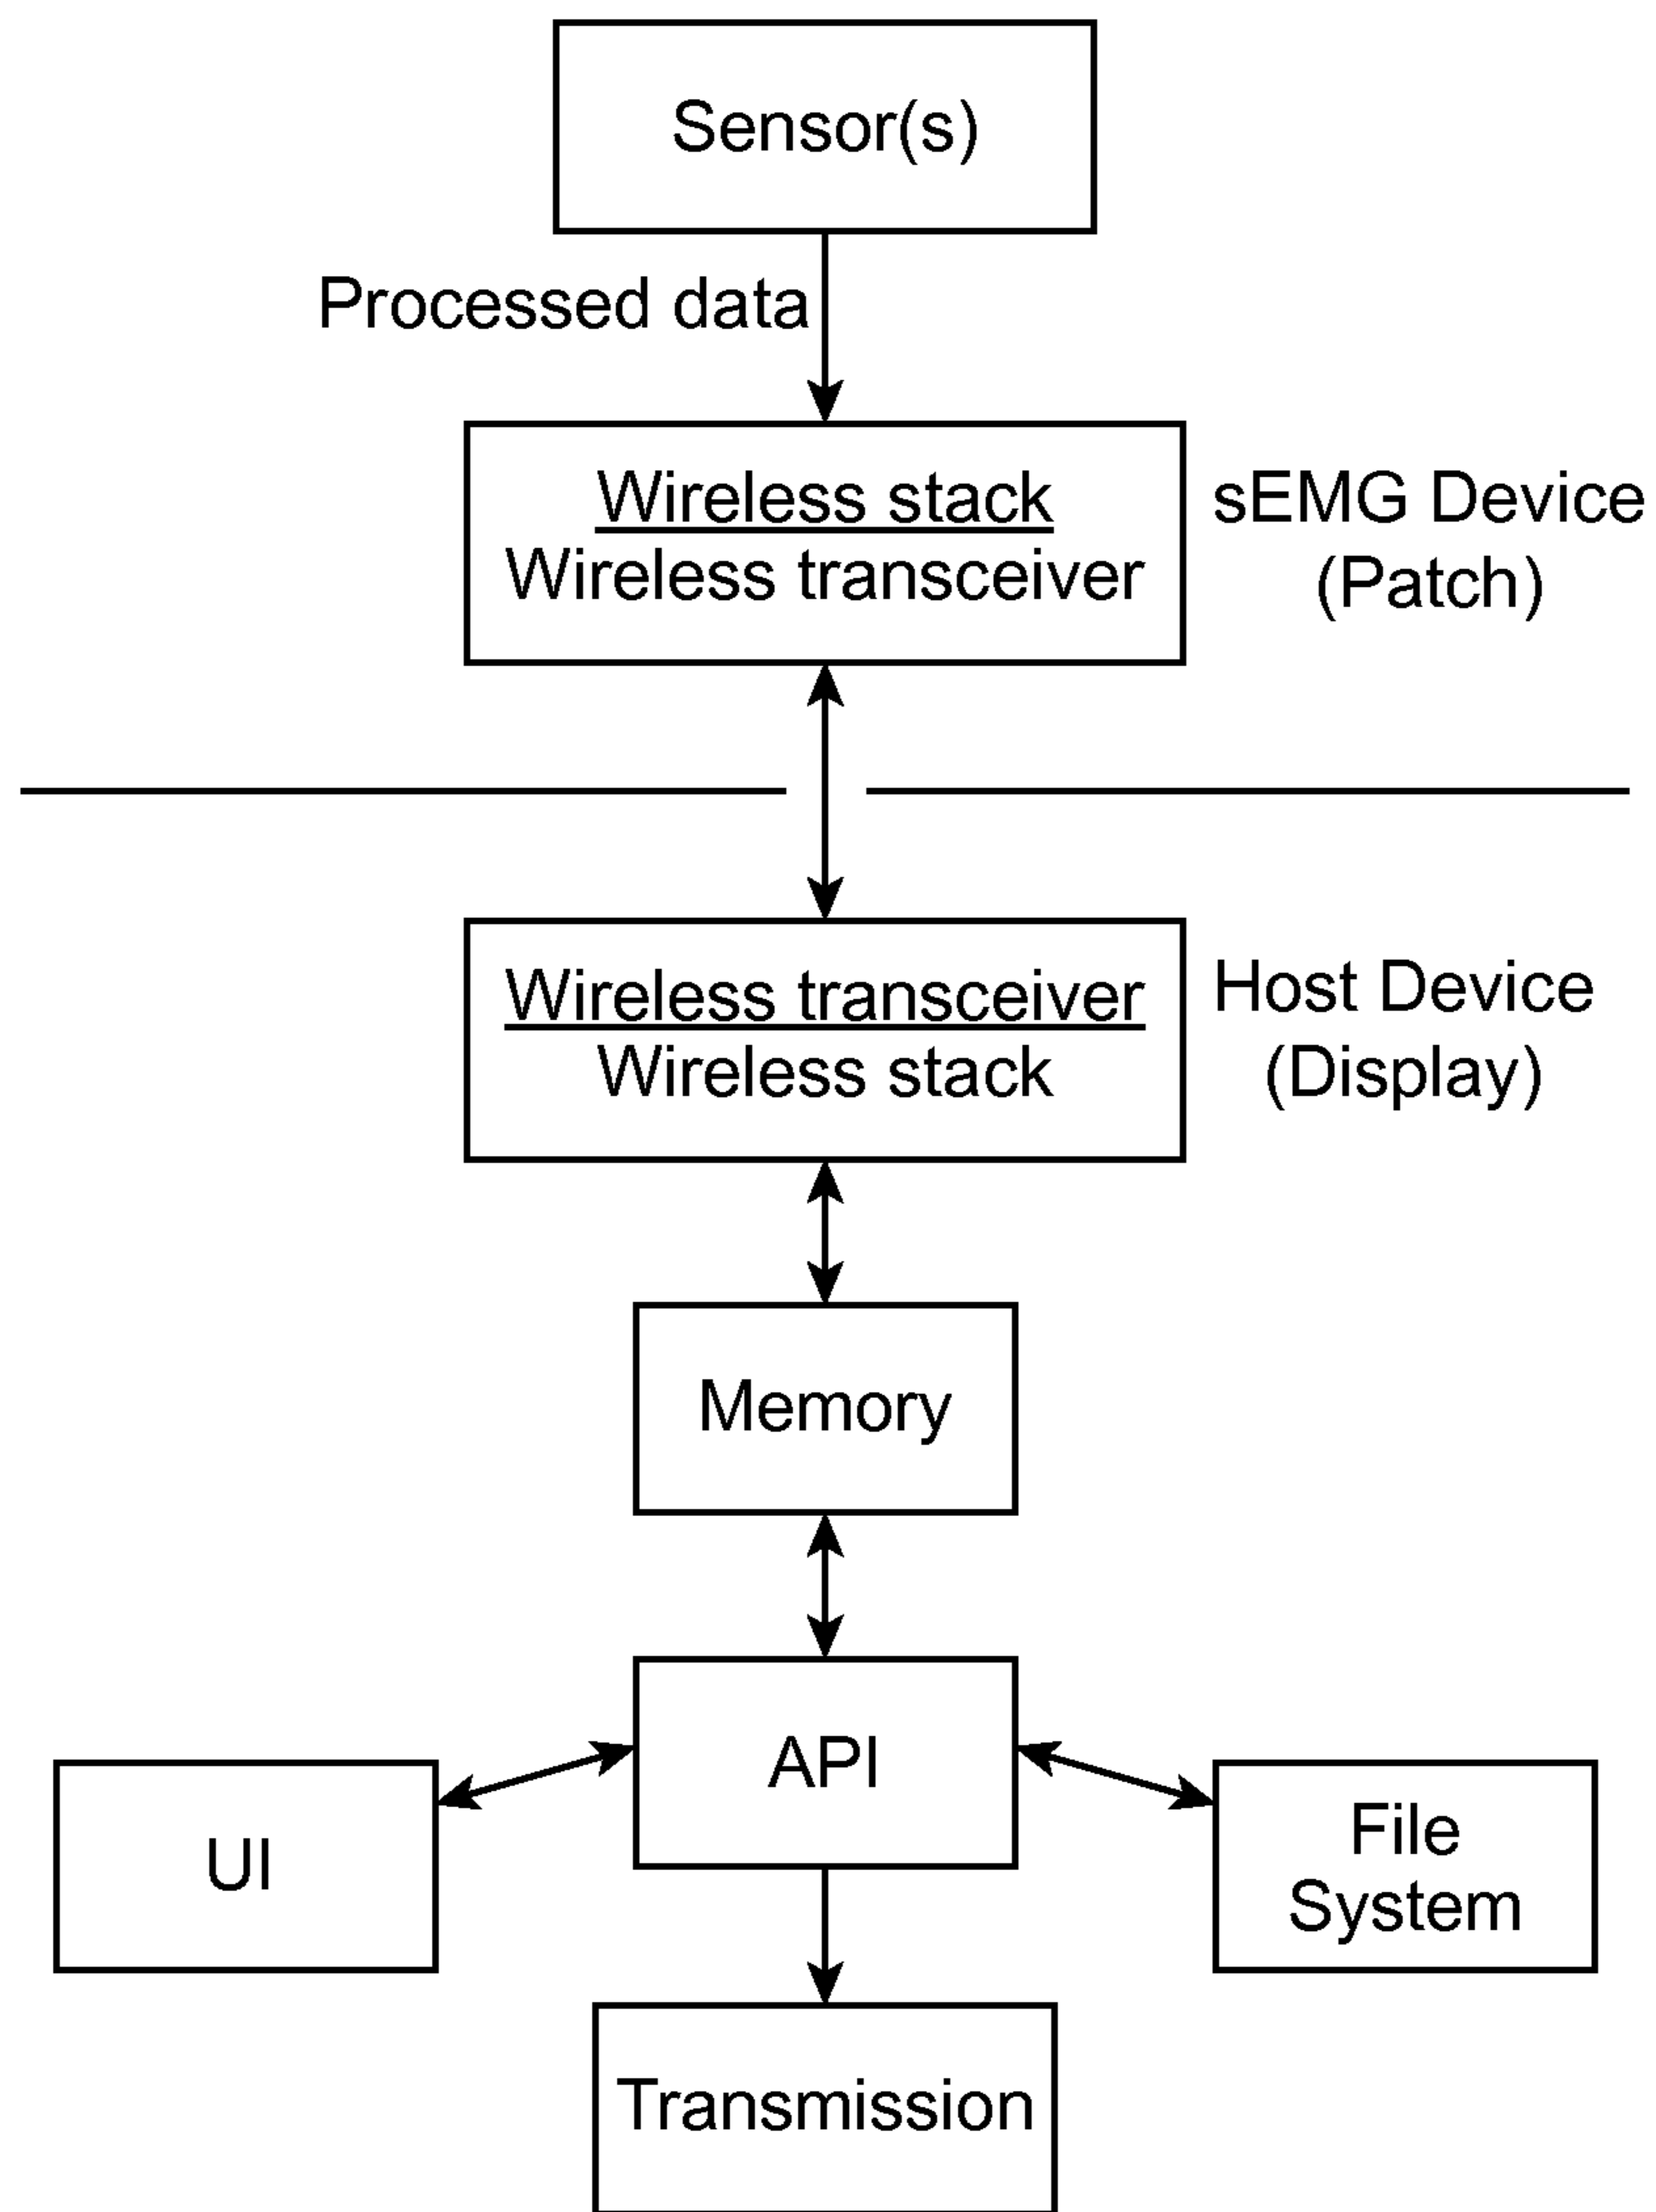 Sensor(s)
Processed data
Wireless stack
Wireless transceiver
sEMG Device
(Patch)
Wireless transceiver
Wireless stack
Host Device
(Display)
Memory
API
UI
File
System
Transmission